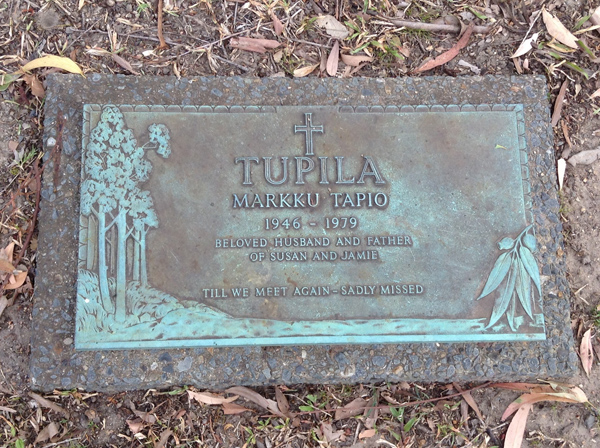 TUPILA
MARKKU TAPIO
1946 - 1979
BELOVED HUSBAND AND FATHER
OF SUSAN AND JAMIE
TILL WE MEET AGAIN - SADLY MISSED